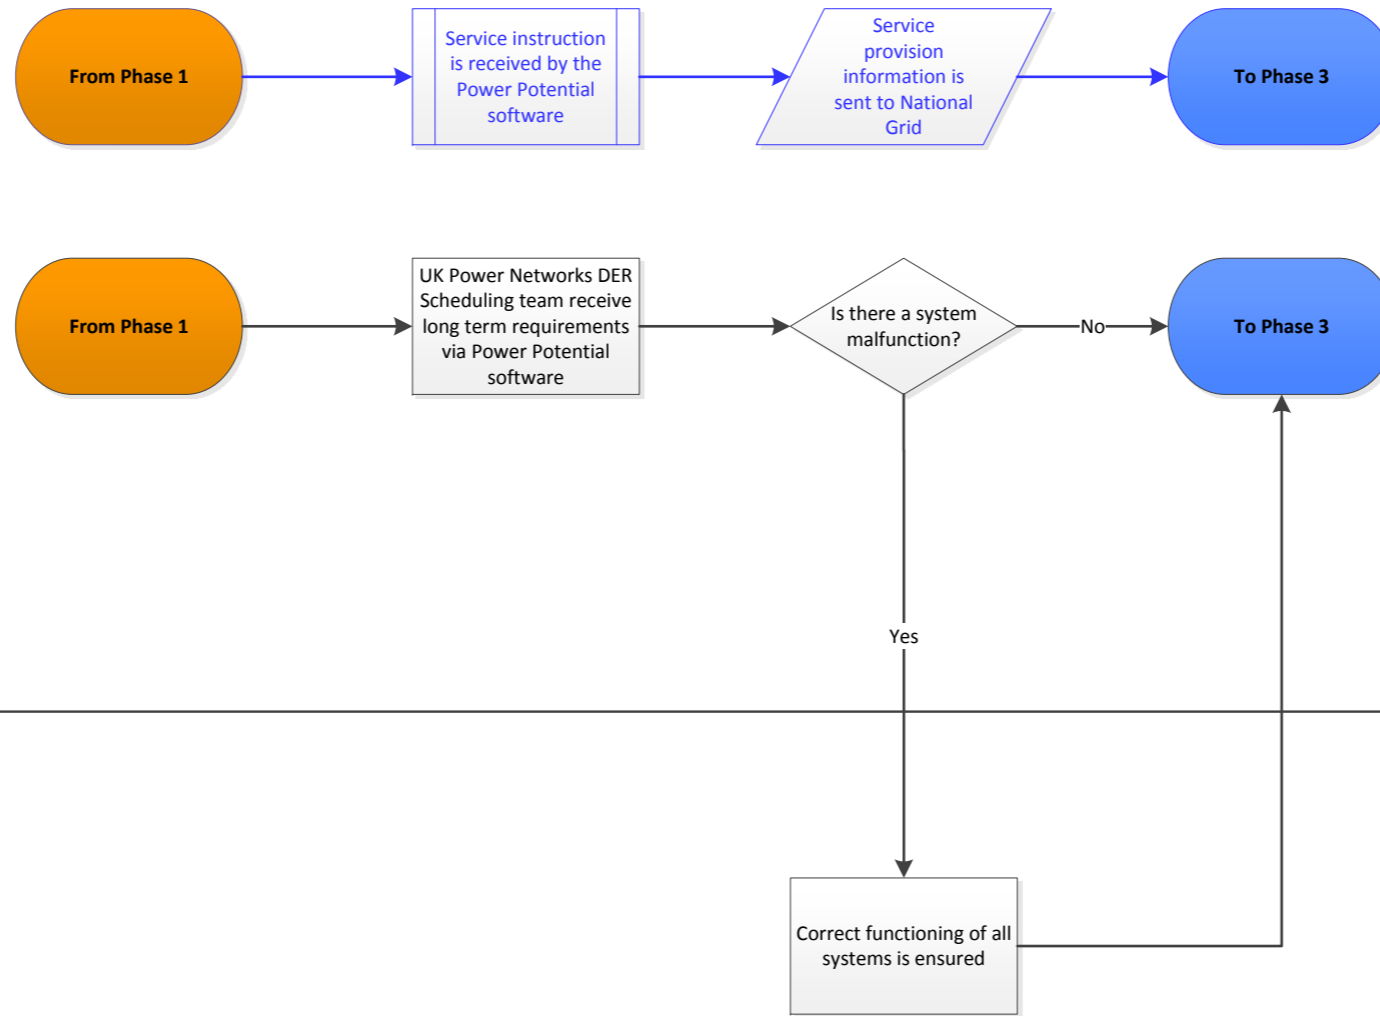 From Phase 1
Service instruction
is received by the
Power Potential
software
Service
provision
information is
sent to National
Grid
To Phase 3
From Phase 1
UK Power Networks DER
Scheduling team receive
long term requirements
via Power Potential
software
Is there a system
malfunction?
No
To Phase 3
Yes
Correct functioning of all
systems is ensured